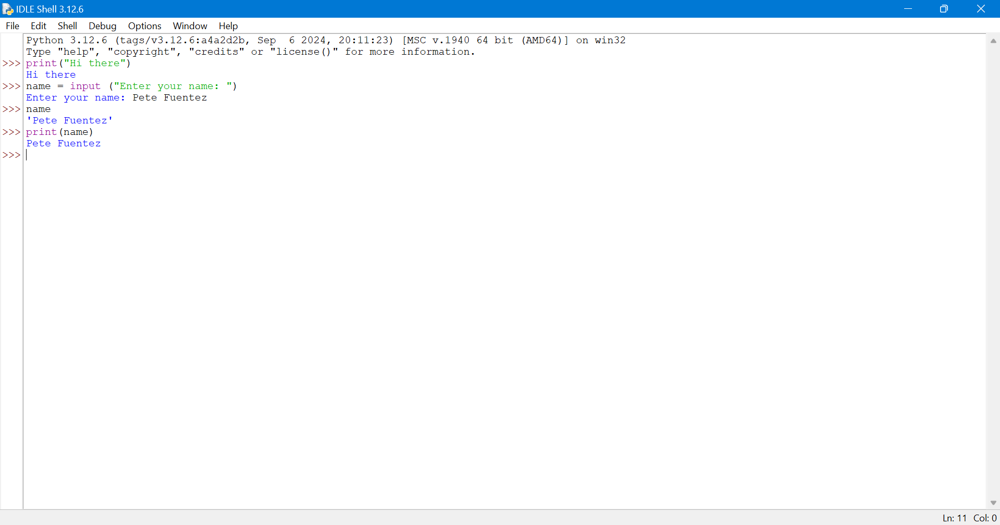 IDLE Shell 3.12.6
File Edit Shell Debug Options Window Help
Python 3.12.6 (tags/v3.12.6:a4a2d2b, Sep  6 2024, 20:11:23) [MSC v.1940 64 bit (AMD64)] on win32
Type "help", "copyright", "credits" or "license()" for more information.
>>> print("Hi there")
Hi there
>>> name = input ("Enter your name: ")
Enter your name: Pete Fuentez
>>> name
'Pete Fuentez'
>>> print(name)
Pete Fuentez
>>>
Ln: 11 Col: 0